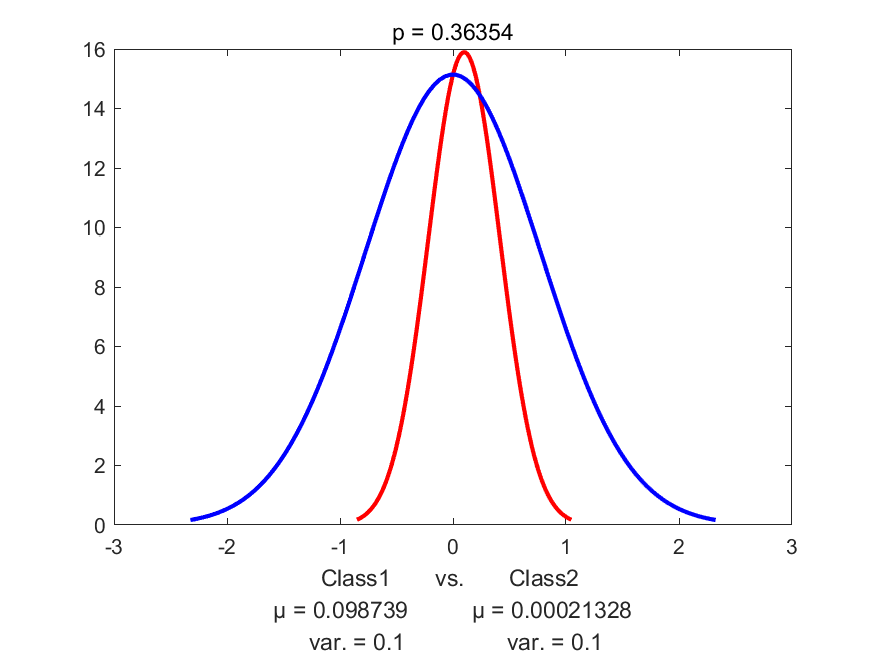 p = 0.36354
16
14
12
10
8
6
4
2
0
-3 -2 -1 0 1 2 3
Class1 vs. Class2
μ = 0.098739 μ = 0.00021328
var. = 0.1 var. = 0.1